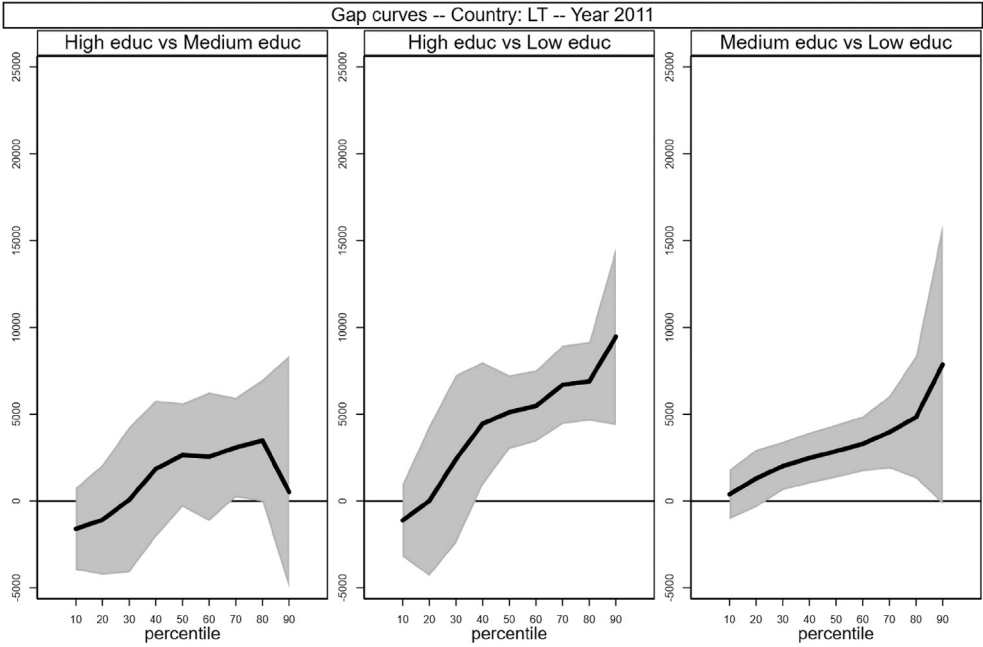 Gap curves -- Country: LT -- Year 2011
High educ vs Medium educ
25000
20000
15000
10000
5000
0
-5000
10 20 30 40 50 60 70 80 90
percentile
High educ vs Low educ
25000
20000
15000
10000
5000
0
-5000
10 20 30 40 50 60 70 80 90
percentile
Medium educ vs Low educ
25000
20000
15000
10000
5000
0
-5000
10 20 30 40 50 60 70 80 90
percentile